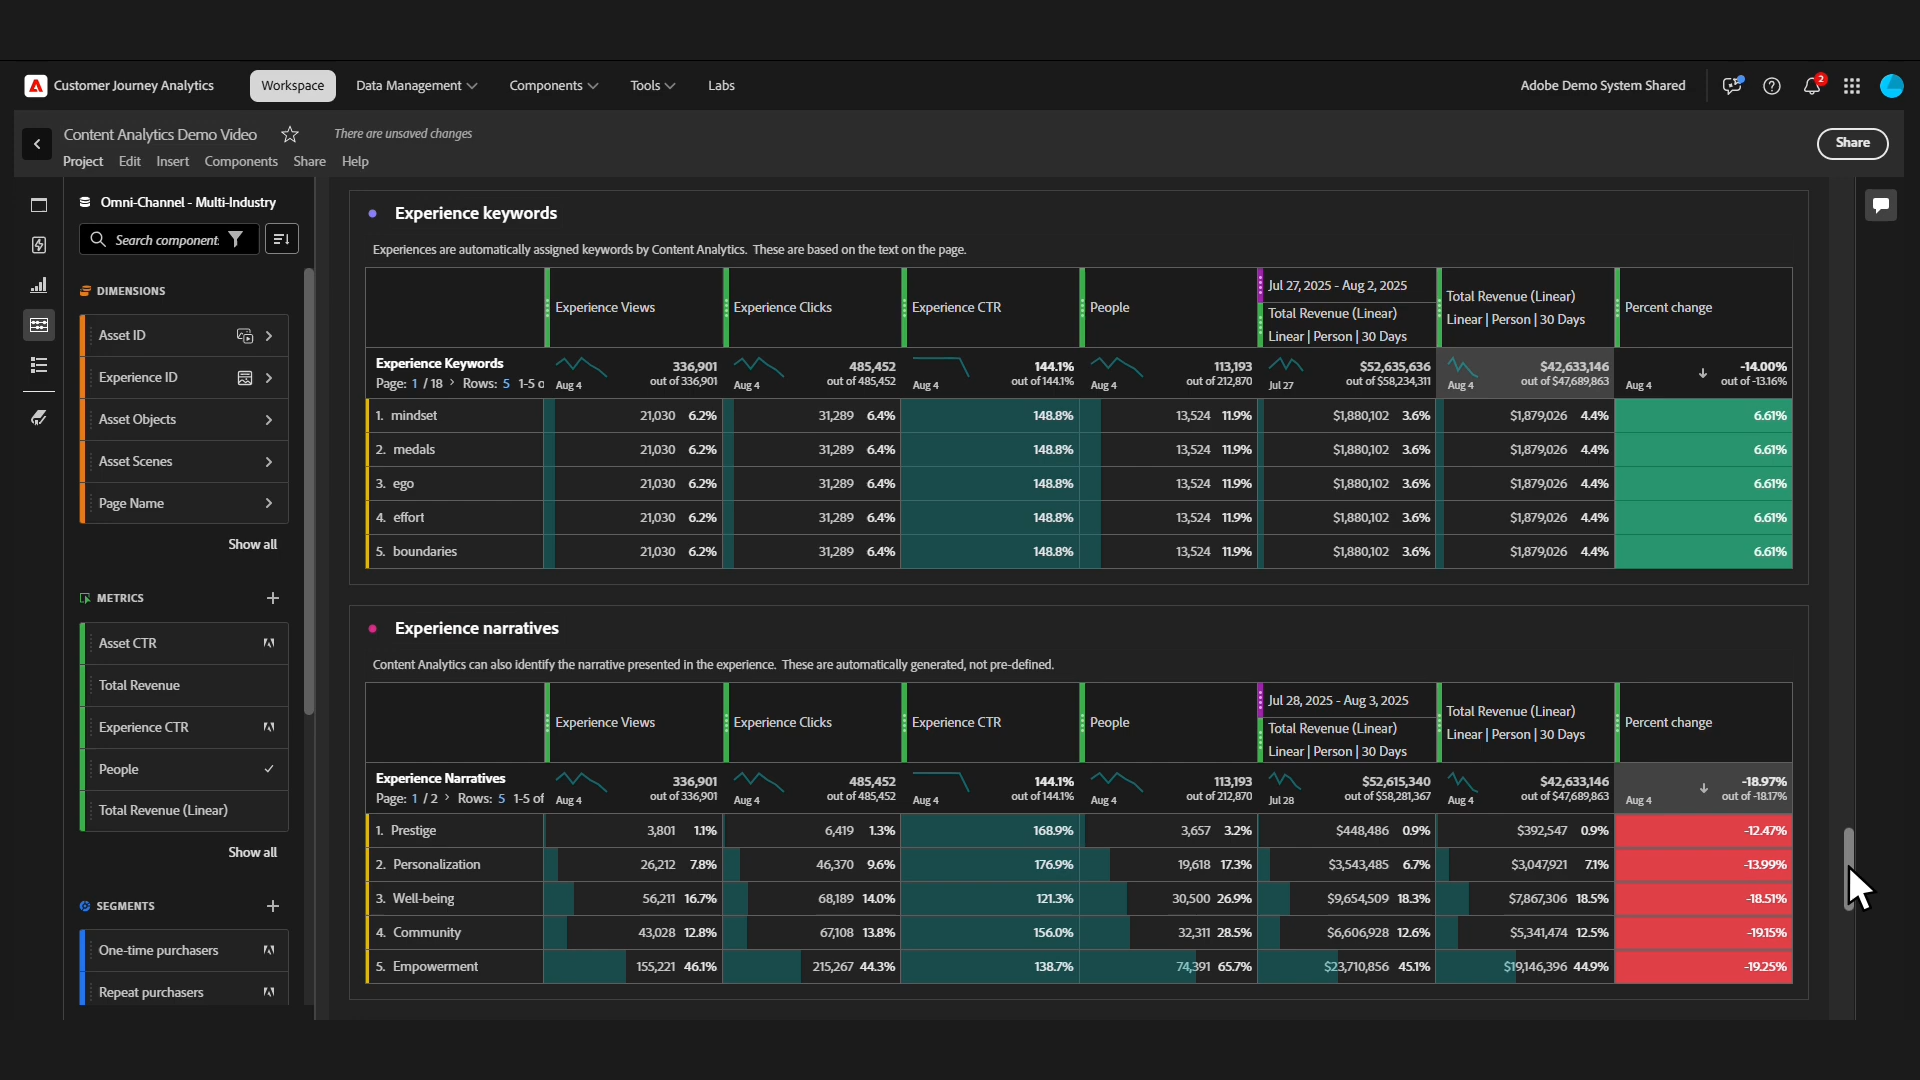 Customer Journey Analytics
Workspace
Data Management
Components
Tools
Labs
Adobe Demo System Shared
2
Content Analytics Demo Video
There are unsaved changes
Project Edit Insert Components Share Help
Share
Omni-Channel - Multi-Industry
Search component
DIMENSIONS
Asset ID
Experience ID
Asset Objects
Asset Scenes
Page Name
Show all
METRICS
Asset CTR
Total Revenue
Experience CTR
People
Total Revenue (Linear)
Show all
SEGMENTS
One-time purchasers
Repeat purchasers
Experience keywords
Experiences are automatically assigned keywords by Content Analytics. These are based on the text on the page.
Experience Views
Experience Clicks
Experience CTR
People
Jul 27, 2025 - Aug 2, 2025
Total Revenue (Linear)
Linear | Person | 30 Days
Total Revenue (Linear)
Linear | Person | 30 Days
Percent change
Experience Keywords
Page: 1 / 18 > Rows: 5 1-5 o
Aug 4 336,901 out of 336,901
Aug 4 485,452 out of 485,452
Aug 4 144.1% out of 144.1%
Aug 4 113,193 out of 212,870
Jul 27 $52,635,636 out of $58,234,311
Aug 4 $42,633,146 out of $47,689,863
Aug 4 ↓ -14.00% out of -13.16%
1. mindset 21,030 6.2% 31,289 6.4% 148.8% 13,524 11.9% $1,880,102 3.6% $1,879,026 4.4% 6.61%
2. medals 21,030 6.2% 31,289 6.4% 148.8% 13,524 11.9% $1,880,102 3.6% $1,879,026 4.4% 6.61%
3. ego 21,030 6.2% 31,289 6.4% 148.8% 13,524 11.9% $1,880,102 3.6% $1,879,026 4.4% 6.61%
4. effort 21,030 6.2% 31,289 6.4% 148.8% 13,524 11.9% $1,880,102 3.6% $1,879,026 4.4% 6.61%
5. boundaries 21,030 6.2% 31,289 6.4% 148.8% 13,524 11.9% $1,880,102 3.6% $1,879,026 4.4% 6.61%
Experience narratives
Content Analytics can also identify the narrative presented in the experience. These are automatically generated, not pre-defined.
Experience Views
Experience Clicks
Experience CTR
People
Jul 28, 2025 - Aug 3, 2025
Total Revenue (Linear)
Linear | Person | 30 Days
Total Revenue (Linear)
Linear | Person | 30 Days
Percent change
Experience Narratives
Page: 1 / 2 > Rows: 5 1-5 of
Aug 4 336,901 out of 336,901
Aug 4 485,452 out of 485,452
Aug 4 144.1% out of 144.1%
Aug 4 113,193 out of 212,870
Jul 28 $52,615,340 out of $58,281,367
Aug 4 $42,633,146 out of $47,689,863
Aug 4 ↓ -18.97% out of -18.17%
1. Prestige 3,801 1.1% 6,419 1.3% 168.9% 3,657 3.2% $448,486 0.9% $392,547 0.9% -12.47%
2. Personalization 26,212 7.8% 46,370 9.6% 176.9% 19,618 17.3% $3,543,485 6.7% $3,047,921 7.1% -13.99%
3. Well-being 56,211 16.7% 68,189 14.0% 121.3% 30,500 26.9% $9,654,509 18.3% $7,867,306 18.5% -18.51%
4. Community 43,028 12.8% 67,108 13.8% 156.0% 32,311 28.5% $6,606,928 12.6% $5,341,474 12.5% -19.15%
5. Empowerment 155,221 46.1% 215,267 44.3% 138.7% 74,391 65.7% $23,710,856 45.1% $19,146,396 44.9% -19.25%